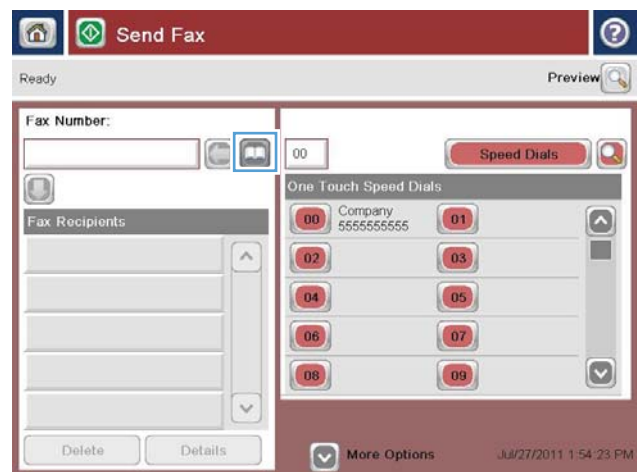 Send Fax
Ready
Preview
Fax Number:
00
Speed Dials
One Touch Speed Dials
Fax Recipients
00 Company 01
5555555555
02 03
04 05
06 07
08 09
Delete Details
More Options
Jul/27/2011 1:54:23 PM